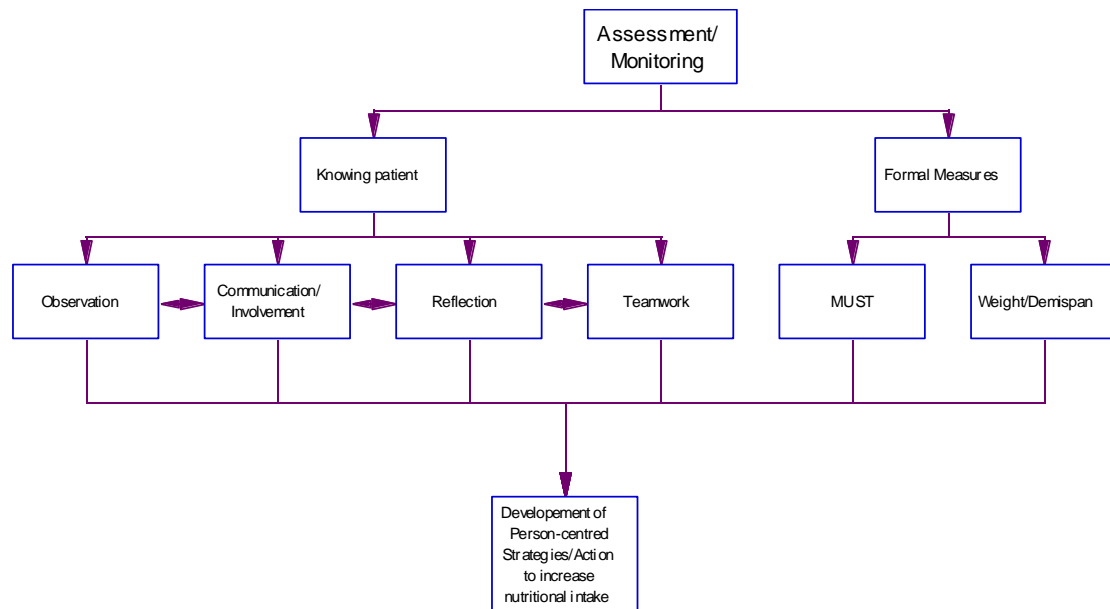 Assessment/
Monitoring
Knowing patient
Formal Measures
Observation
Communication/
Involvement
Reflection
Teamwork
MUST
Weight/Demispan
Developement of
Person-centred
Strategies/Action
to increase
nutritional intake